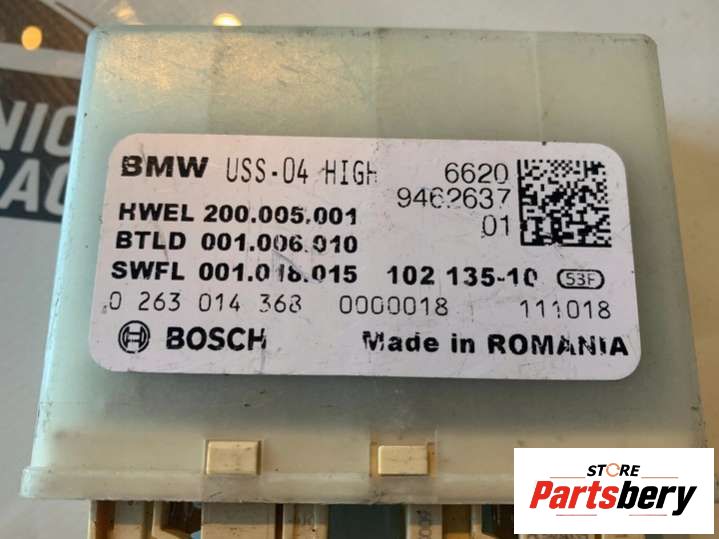 BMW USS-04 HIGH 6620
9462637
01
HWEL 200.005.001
BTLD 001.006.010
SWFL 001.018.015 102 135-10 53F
0 263 014 368 0000018 111018
BOSCH Made in ROMANIA
STORE
Partsbery